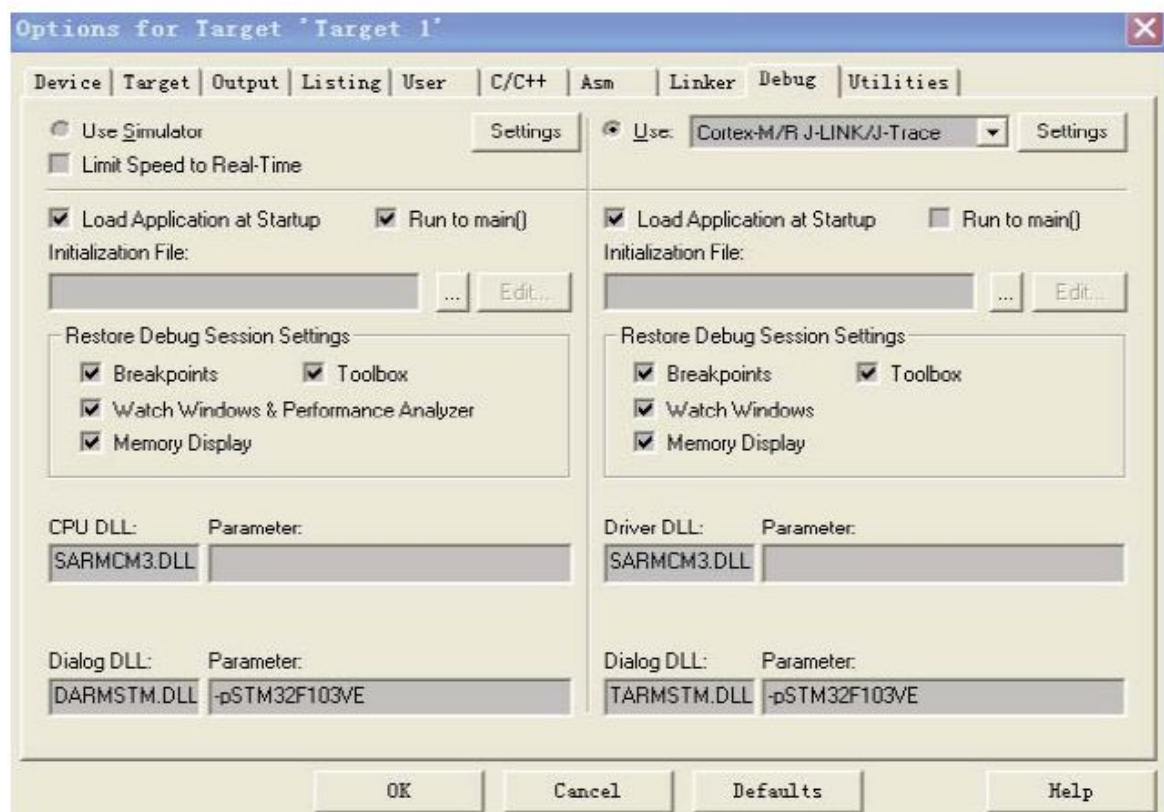 Options for Target 'Target 1'
Device Target Output Listing User C/C++ Asm Linker Debug Utilities
Use Simulator Settings
Limit Speed to Real-Time
Use: Cortex-M/R J-LINK/J-Trace Settings
Load Application at Startup Run to main()
Initialization File:
... Edit...
Restore Debug Session Settings
Breakpoints Toolbox
Watch Windows & Performance Analyzer
Memory Display
CPU DLL: Parameter:
SARMCM3.DLL
Dialog DLL: Parameter:
DARMSTM.DLL -pSTM32F103VE
Load Application at Startup Run to main()
Initialization File:
... Edit...
Restore Debug Session Settings
Breakpoints Toolbox
Watch Windows
Memory Display
Driver DLL: Parameter:
SARMCM3.DLL
Dialog DLL: Parameter:
TARMSTM.DLL -pSTM32F103VE
OK Cancel Defaults Help